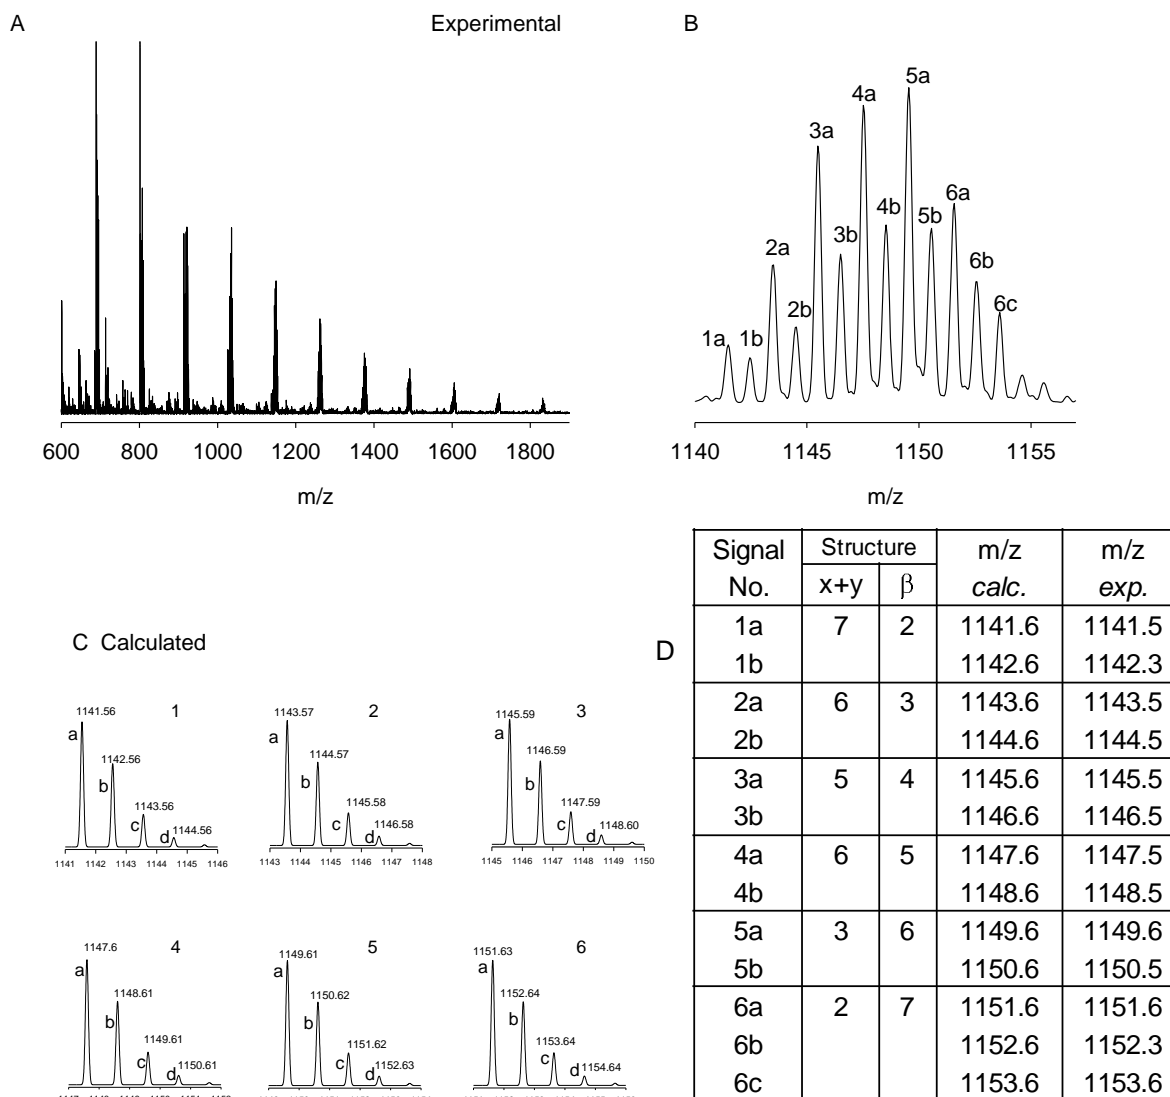 A
Experimental
B
1a
1b
2a
2b
3a
3b
4a
4b
5a
5b
6a
6b
6c
600 800 1000 1200 1400 1600 1800
m/z
1140 1145 1150 1155
m/z
C Calculated
1
1141.56
a
1142.56
b
1143.56
c
1144.56
d
1141 1142 1143 1144 1145 1146
2
1143.57
a
1144.57
b
1145.58
c
1146.58
d
1143 1144 1145 1146 1147 1148
3
1145.59
a
1146.59
b
1147.59
c
1148.60
d
1145 1146 1147 1148 1149 1150
4
1147.6
a
1148.61
b
1149.61
c
1150.61
d
5
1149.61
a
1150.62
b
1151.62
c
1152.63
d
6
1151.63
a
1152.64
b
1153.64
c
1154.64
d
D
Signal Structure m/z m/z
No. x+y β calc. exp.
1a 7 2 1141.6 1141.5
1b 1142.6 1142.3
2a 6 3 1143.6 1143.5
2b 1144.6 1144.5
3a 5 4 1145.6 1145.5
3b 1146.6 1146.5
4a 6 5 1147.6 1147.5
4b 1148.6 1148.5
5a 3 6 1149.6 1149.6
5b 1150.6 1150.5
6a 2 7 1151.6 1151.6
6b 1152.6 1152.3
6c 1153.6 1153.6